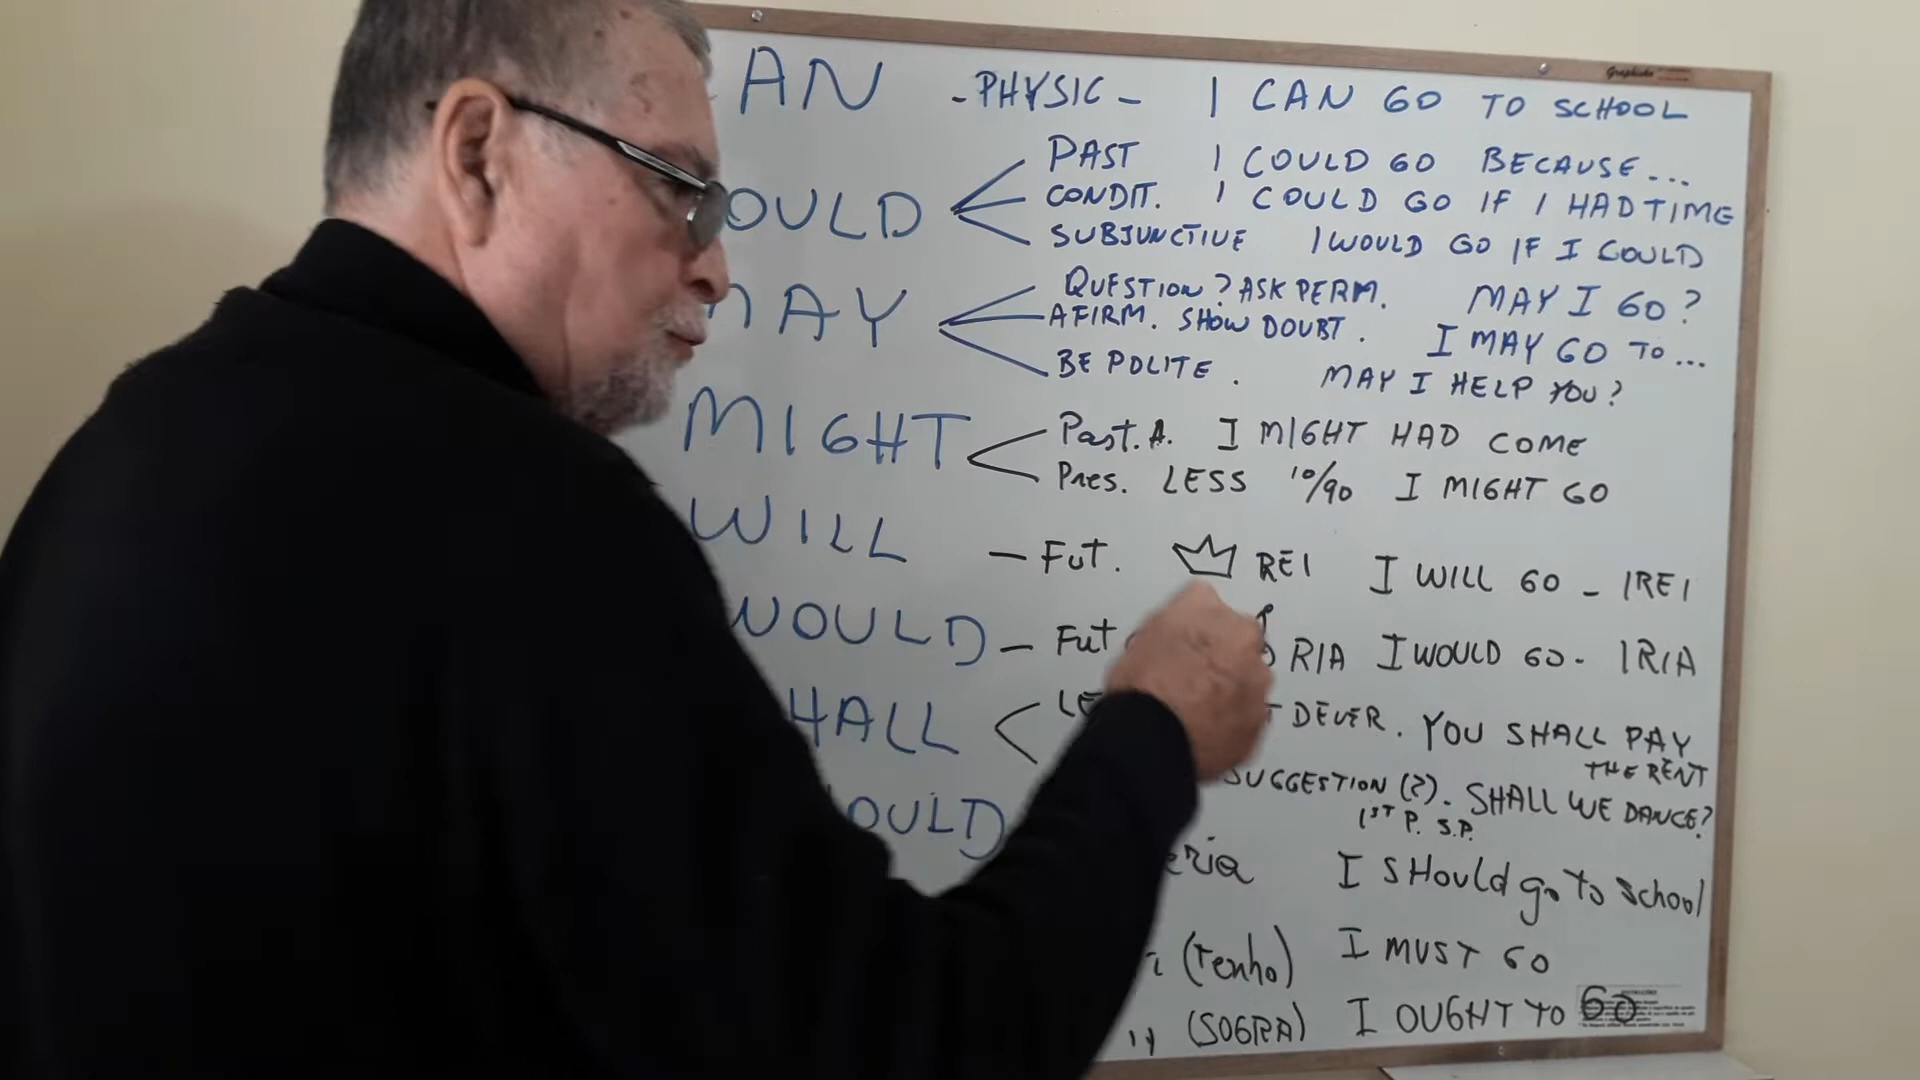 AN - PHYSIC - I CAN GO TO SCHOOL
PAST I COULD GO BECAUSE...
OULD CONDIT. I COULD GO IF I HAD TIME
SUBJUNCTIVE I WOULD GO IF I COULD
QUESTION? ASK PERM. MAY I GO?
MAY AFIRM. SHOW DOUBT. I MAY GO TO...
BE POLITE. MAY I HELP YOU?
MIGHT Past. A. I MIGHT HAD COME
Pres. LESS 10/90 I MIGHT GO
WILL - FUT. REI I WILL GO - IREI
WOULD - FUT RIA I WOULD GO - IRIA
HALL LE DEVER. YOU SHALL PAY
THE RENT
SUGGESTION (?). SHALL WE DANCE?
1ST P. S.P.
OULD eria I SHould go To school
(Tenho) I MUST GO
(SOGRA) I OUGHT TO GO
Graphicks